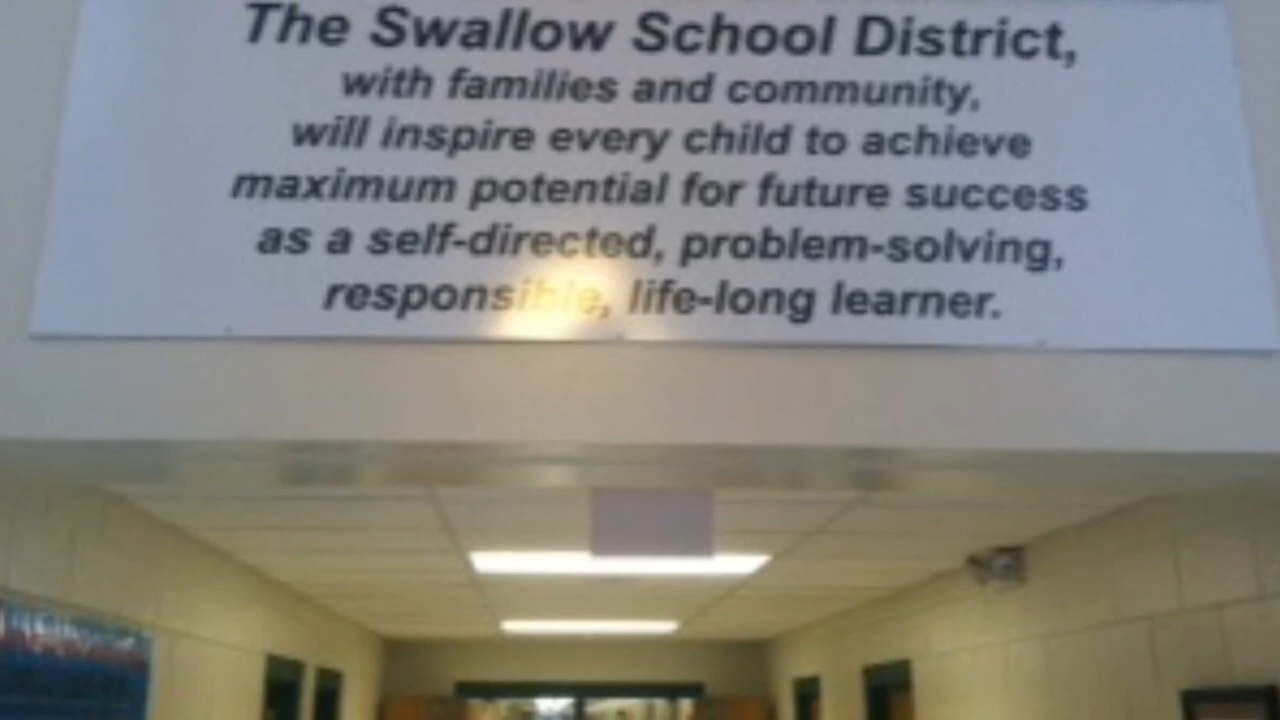 The Swallow School District,
with families and community,
will inspire every child to achieve
maximum potential for future success
as a self-directed, problem-solving,
responsible, life-long learner.